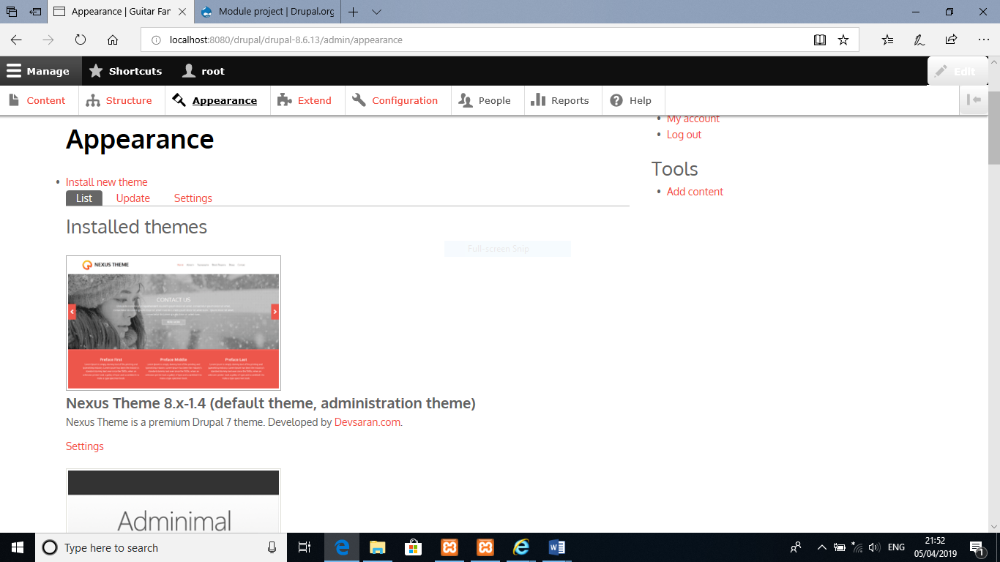 Appearance | Guitar Fan
Module project | Drupal.org
localhost:8080/drupal/drupal-8.6.13/admin/appearance
Manage
Shortcuts
root
Edit
Content
Structure
Appearance
Extend
Configuration
People
Reports
Help
My account
Log out
Appearance
Tools
Add content
Install new theme
List
Update
Settings
Installed themes
Full-screen Snip
NEXUS THEME
CONTACT US
Preface First
Preface Middle
Preface Last
Nexus Theme 8.x-1.4 (default theme, administration theme)
Nexus Theme is a premium Drupal 7 theme. Developed by Devsaran.com.
Settings
Adminimal
Type here to search
ENG
21:52
05/04/2019
1